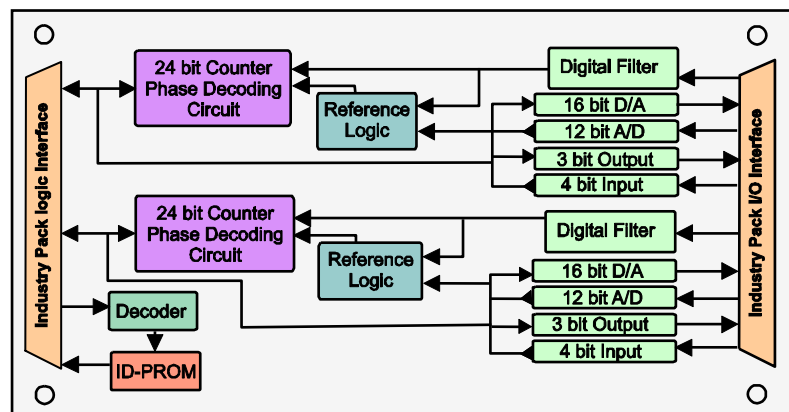 Industry Pack logic Interface
24 bit Counter
Phase Decoding
Circuit
Reference
Logic
Digital Filter
16 bit D/A
12 bit A/D
3 bit Output
4 bit Input
Industry Pack I/O Interface
24 bit Counter
Phase Decoding
Circuit
Reference
Logic
Digital Filter
16 bit D/A
12 bit A/D
3 bit Output
4 bit Input
Decoder
ID-PROM